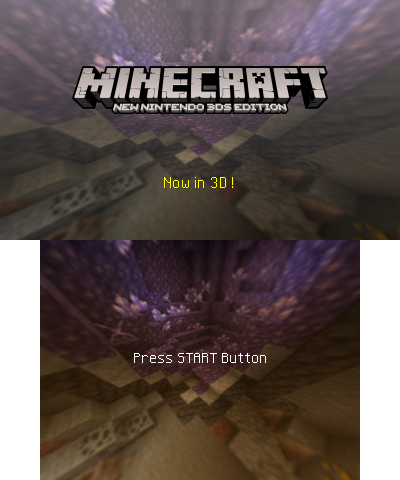 MINECRAFT
NEW NINTENDO 3DS EDITION
Now in 3D!
Press START Button